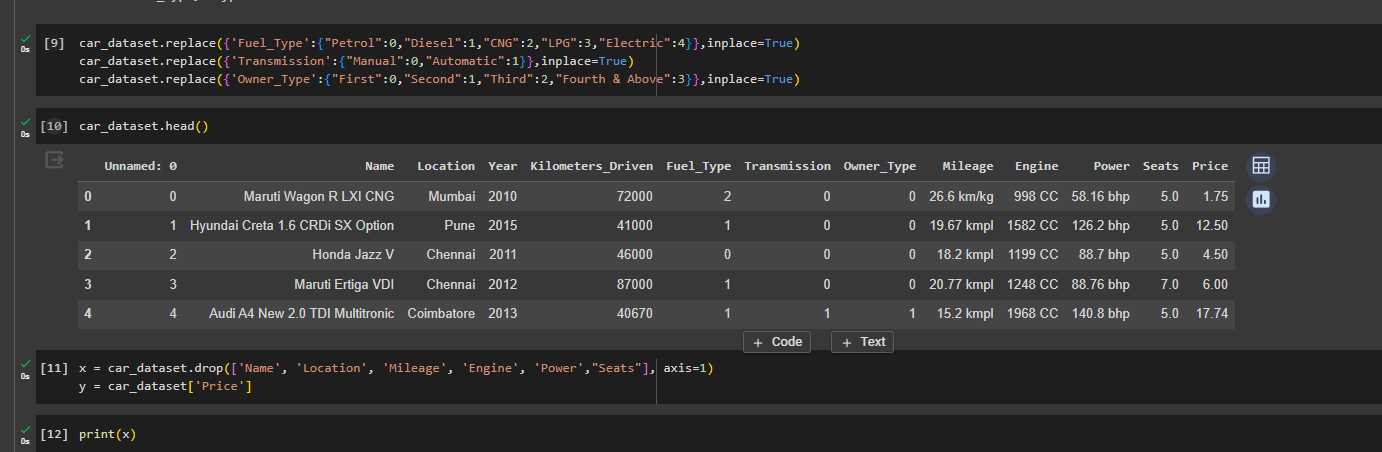 [9] car_dataset.replace({'Fuel_Type':{"Petrol":0,"Diesel":1,"CNG":2,"LPG":3,"Electric":4}},inplace=True)
0s
car_dataset.replace({'Transmission':{"Manual":0,"Automatic":1}},inplace=True)
car_dataset.replace({'Owner_Type':{"First":0,"Second":1,"Third":2,"Fourth & Above":3}},inplace=True)
[10] car_dataset.head()
0s
Unnamed: 0 Name Location Year Kilometers_Driven Fuel_Type Transmission Owner_Type Mileage Engine Power Seats Price
0 0 Maruti Wagon R LXI CNG Mumbai 2010 72000 2 0 0 26.6 km/kg 998 CC 58.16 bhp 5.0 1.75
1 1 Hyundai Creta 1.6 CRDi SX Option Pune 2015 41000 1 0 0 19.67 kmpl 1582 CC 126.2 bhp 5.0 12.50
2 2 Honda Jazz V Chennai 2011 46000 0 0 0 18.2 kmpl 1199 CC 88.7 bhp 5.0 4.50
3 3 Maruti Ertiga VDI Chennai 2012 87000 1 0 0 20.77 kmpl 1248 CC 88.76 bhp 7.0 6.00
4 4 Audi A4 New 2.0 TDI Multitronic Coimbatore 2013 40670 1 1 1 15.2 kmpl 1968 CC 140.8 bhp 5.0 17.74
+ Code + Text
[11] x = car_dataset.drop(['Name', 'Location', 'Mileage', 'Engine', 'Power',"Seats"], axis=1)
0s
y = car_dataset['Price']
[12] print(x)
0s